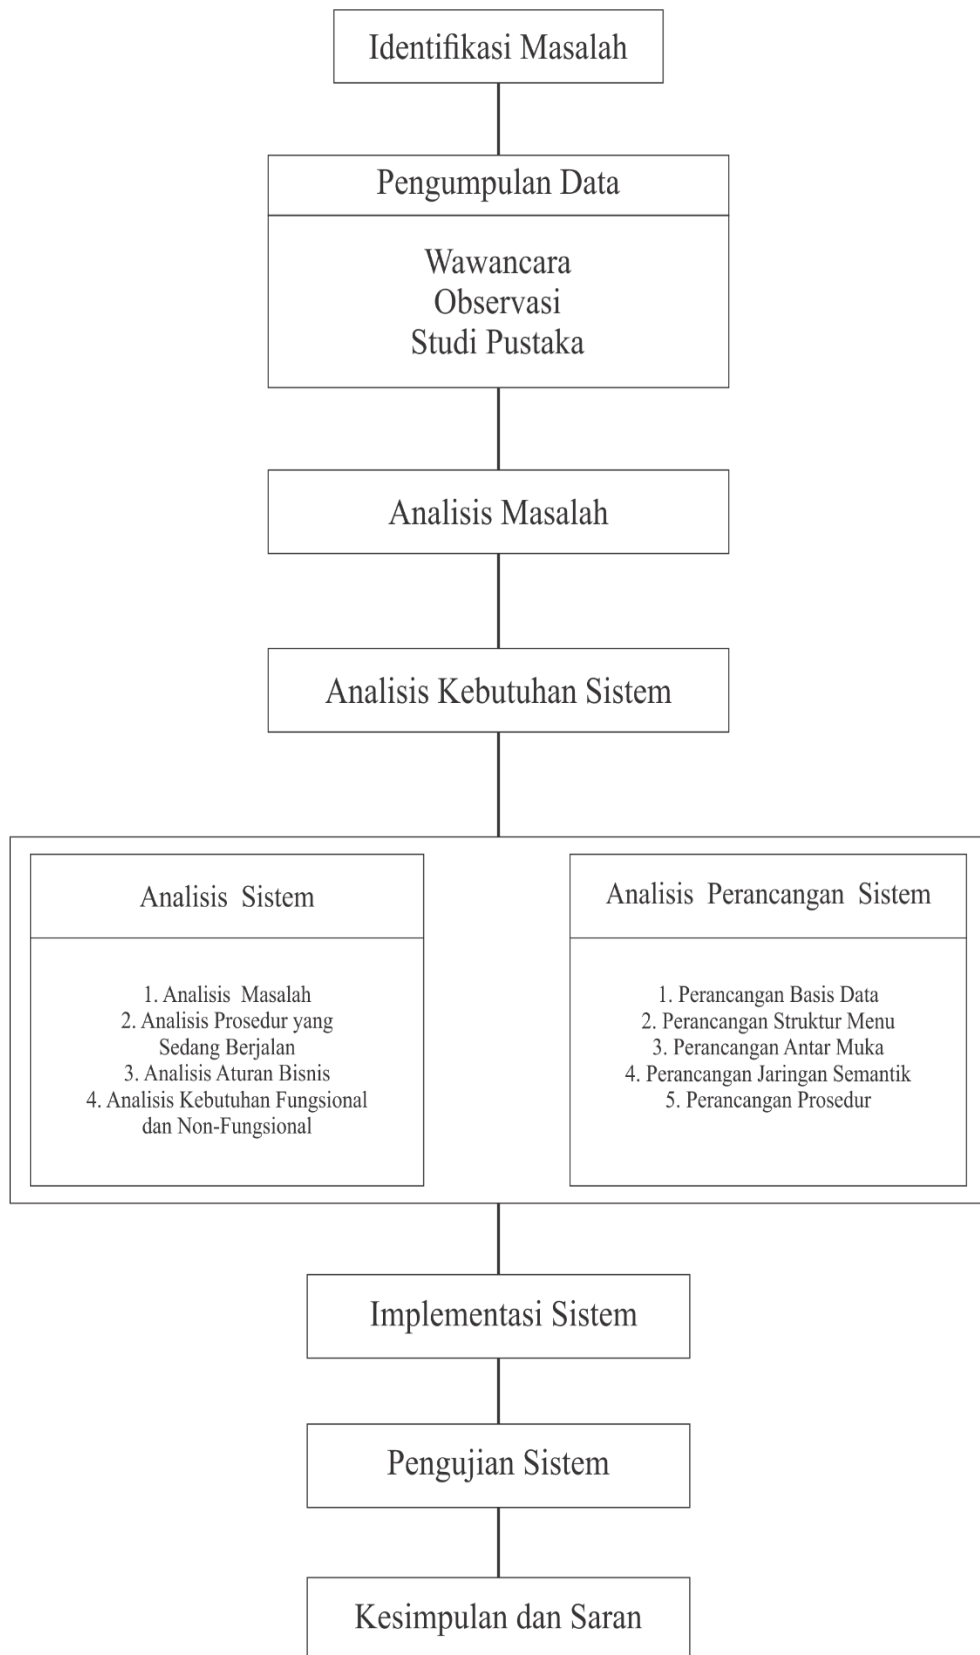 Identifikasi Masalah
Pengumpulan Data
Wawancara
Observasi
Studi Pustaka
Analisis Masalah
Analisis Kebutuhan Sistem
Analisis Sistem
1. Analisis Masalah
2. Analisis Prosedur yang
Sedang Berjalan
3. Analisis Aturan Bisnis
4. Analisis Kebutuhan Fungsional
dan Non-Fungsional
Analisis Perancangan Sistem
1. Perancangan Basis Data
2. Perancangan Struktur Menu
3. Perancangan Antar Muka
4. Perancangan Jaringan Semantik
5. Perancangan Prosedur
Implementasi Sistem
Pengujian Sistem
Kesimpulan dan Saran